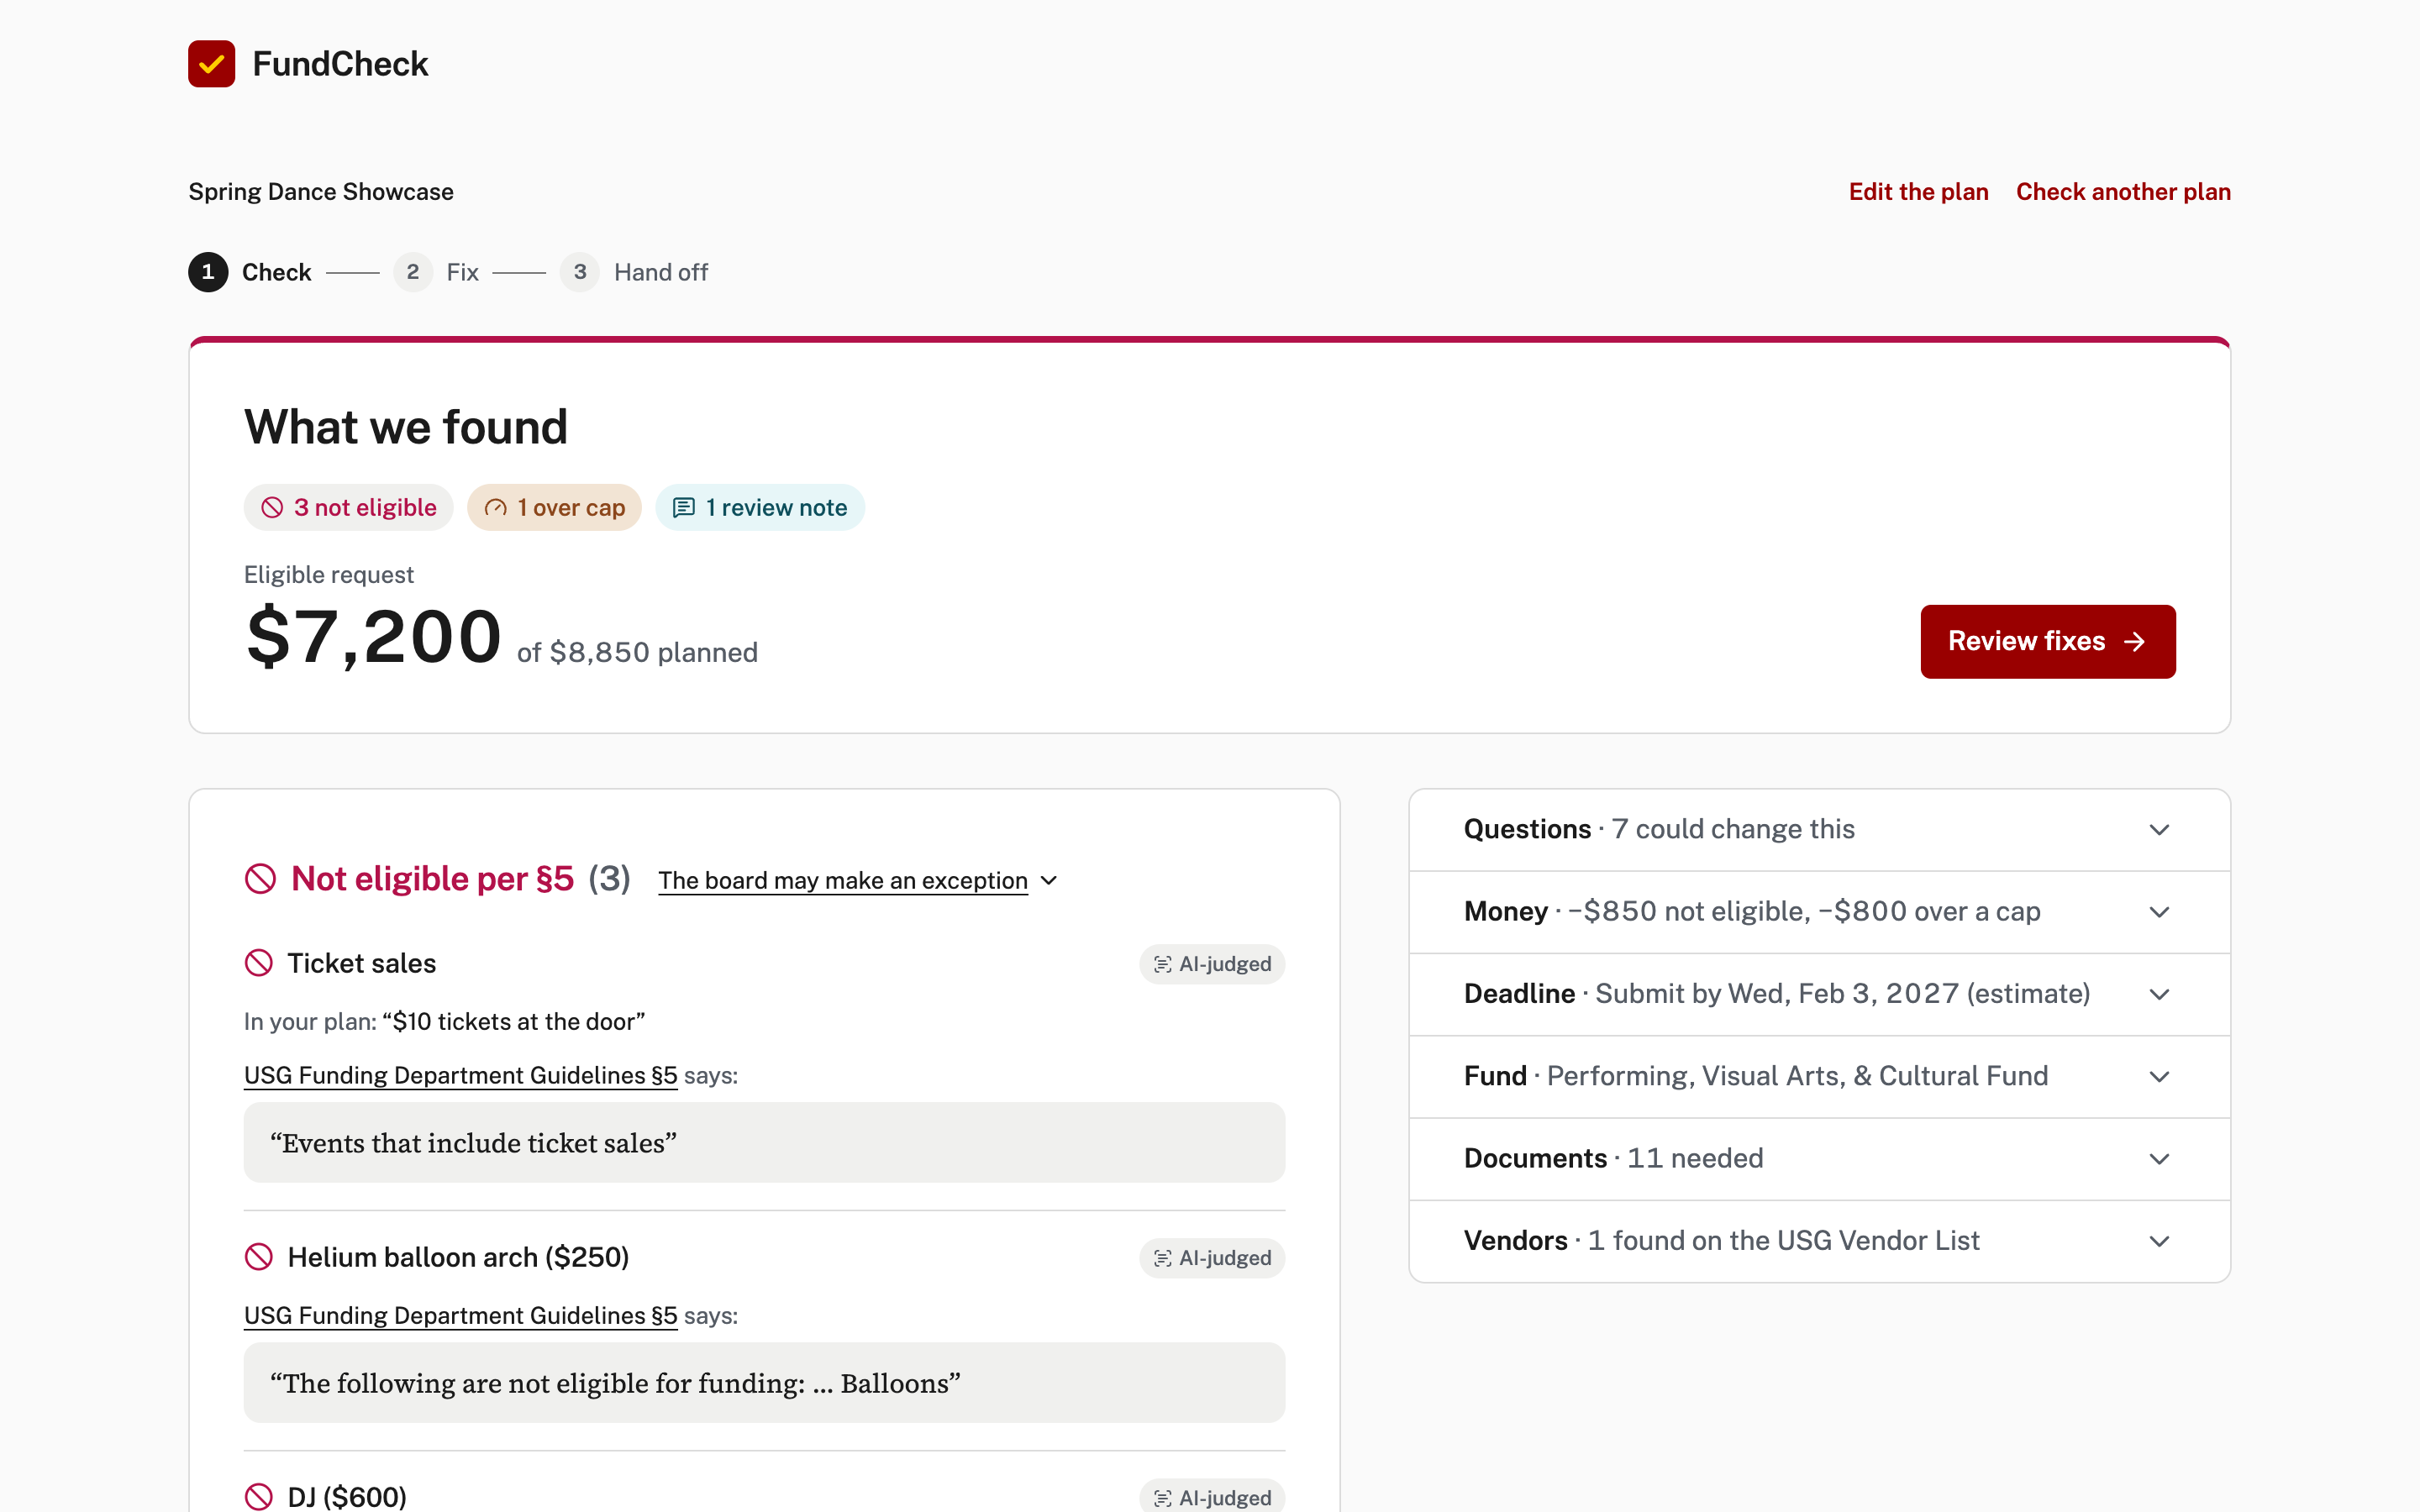 FundCheck
Spring Dance Showcase
Edit the plan
Check another plan
1 Check
2 Fix
3 Hand off
What we found
3 not eligible
1 over cap
1 review note
Eligible request
$7,200 of $8,850 planned
Review fixes →
Not eligible per §5 (3) The board may make an exception
Ticket sales
AI-judged
In your plan: “$10 tickets at the door”
USG Funding Department Guidelines §5 says:
“Events that include ticket sales”
Helium balloon arch ($250)
AI-judged
USG Funding Department Guidelines §5 says:
“The following are not eligible for funding: ... Balloons”
DJ ($600)
AI-judged
Questions · 7 could change this
Money · −$850 not eligible, −$800 over a cap
Deadline · Submit by Wed, Feb 3, 2027 (estimate)
Fund · Performing, Visual Arts, & Cultural Fund
Documents · 11 needed
Vendors · 1 found on the USG Vendor List